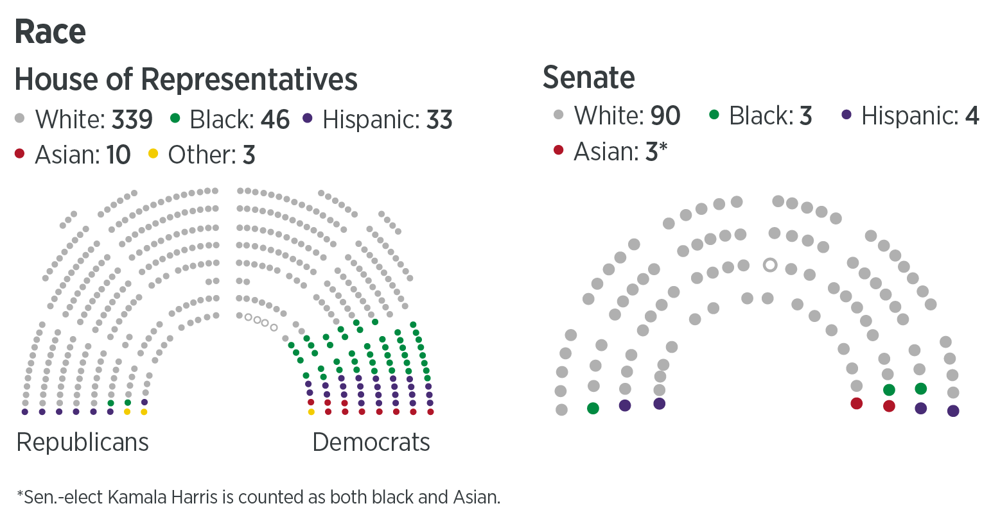 Race
House of Representatives
White: 339 Black: 46 Hispanic: 33
Asian: 10 Other: 3
Senate
White: 90 Black: 3 Hispanic: 4
Asian: 3*
Republicans
Democrats
*Sen.-elect Kamala Harris is counted as both black and Asian.